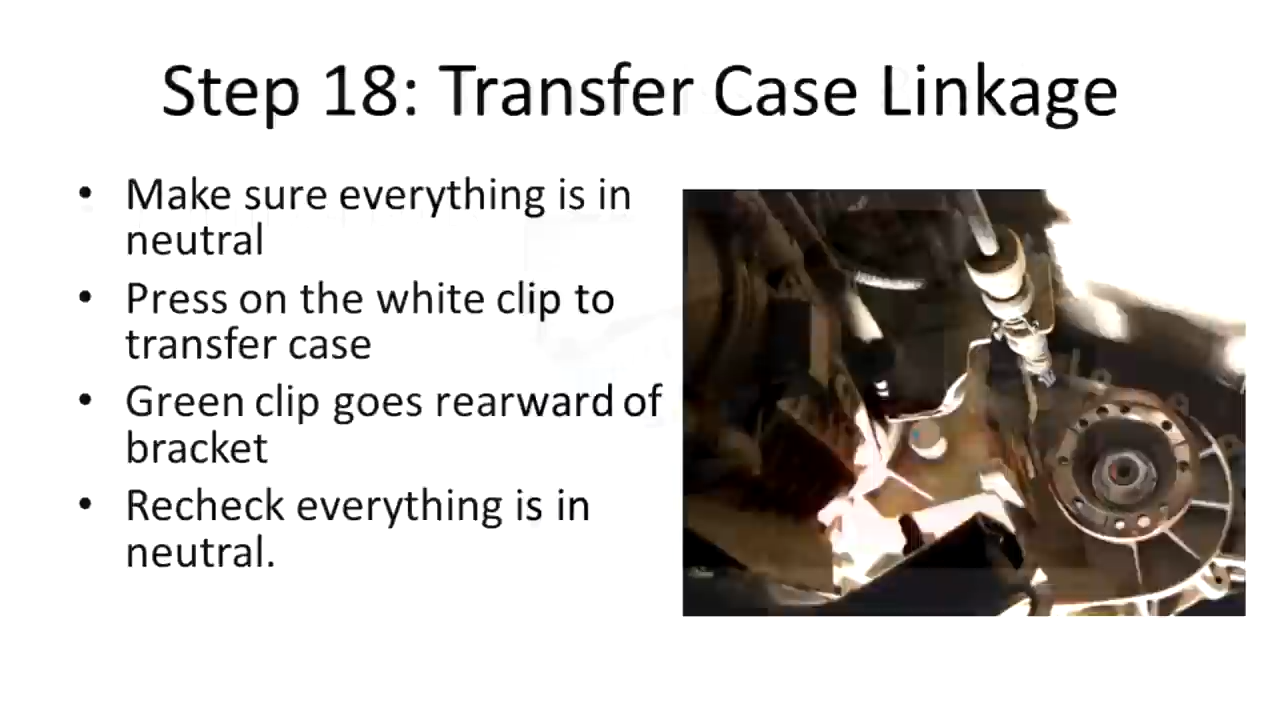 Step 18: Transfer Case Linkage
• Make sure everything is in
neutral
• Press on the white clip to
transfer case
• Green clip goes rearward of
bracket
• Recheck everything is in
neutral.